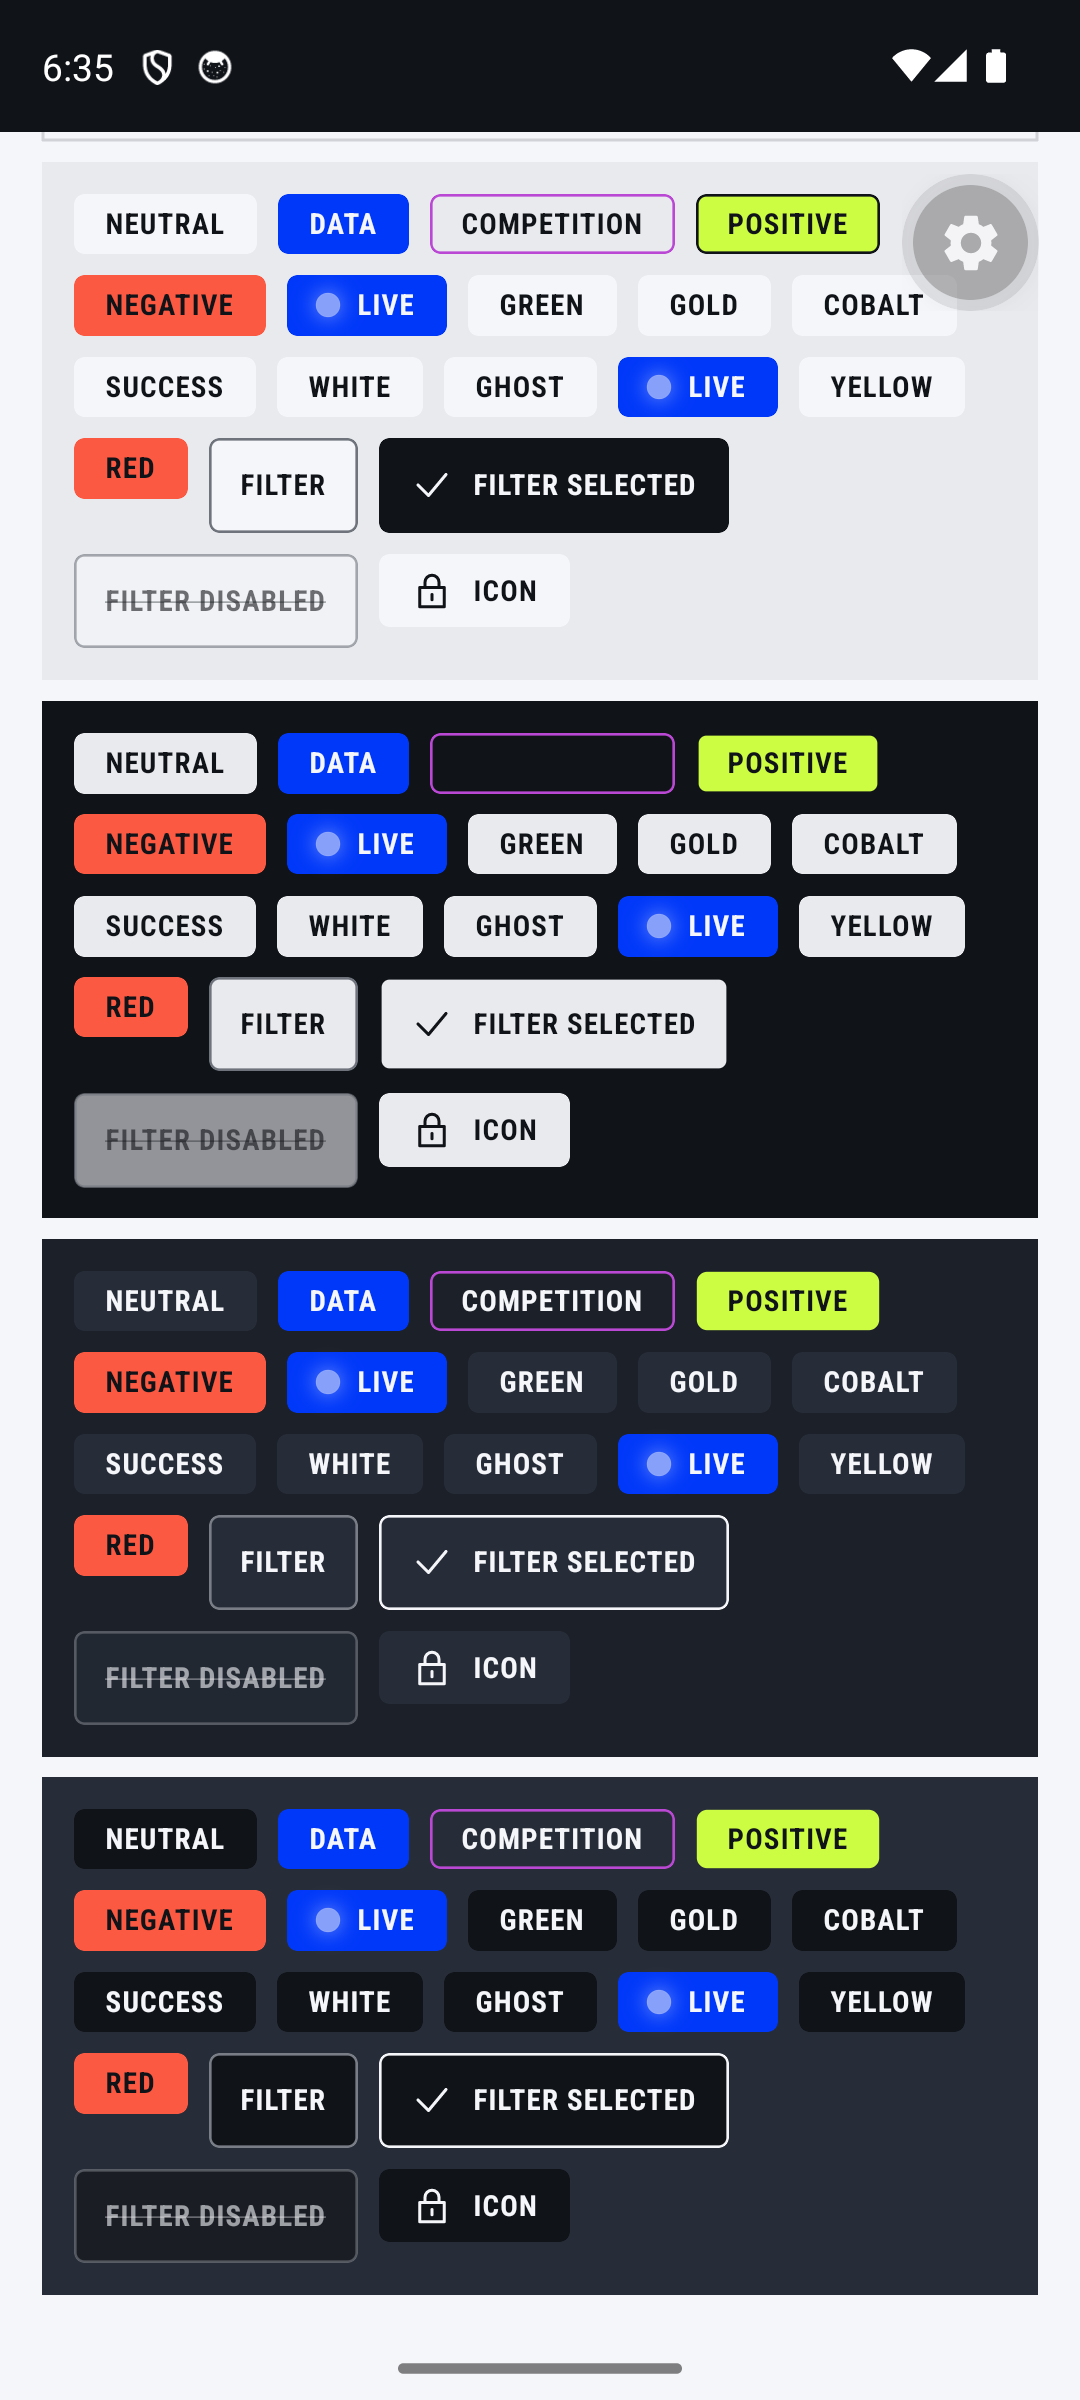 6:35
NEUTRAL DATA COMPETITION POSITIVE
NEGATIVE LIVE GREEN GOLD COBALT
SUCCESS WHITE GHOST LIVE YELLOW
RED FILTER FILTER SELECTED
FILTER DISABLED ICON
NEUTRAL DATA POSITIVE
NEGATIVE LIVE GREEN GOLD COBALT
SUCCESS WHITE GHOST LIVE YELLOW
RED FILTER FILTER SELECTED
FILTER DISABLED ICON
NEUTRAL DATA COMPETITION POSITIVE
NEGATIVE LIVE GREEN GOLD COBALT
SUCCESS WHITE GHOST LIVE YELLOW
RED FILTER FILTER SELECTED
FILTER DISABLED ICON
NEUTRAL DATA COMPETITION POSITIVE
NEGATIVE LIVE GREEN GOLD COBALT
SUCCESS WHITE GHOST LIVE YELLOW
RED FILTER FILTER SELECTED
FILTER DISABLED ICON